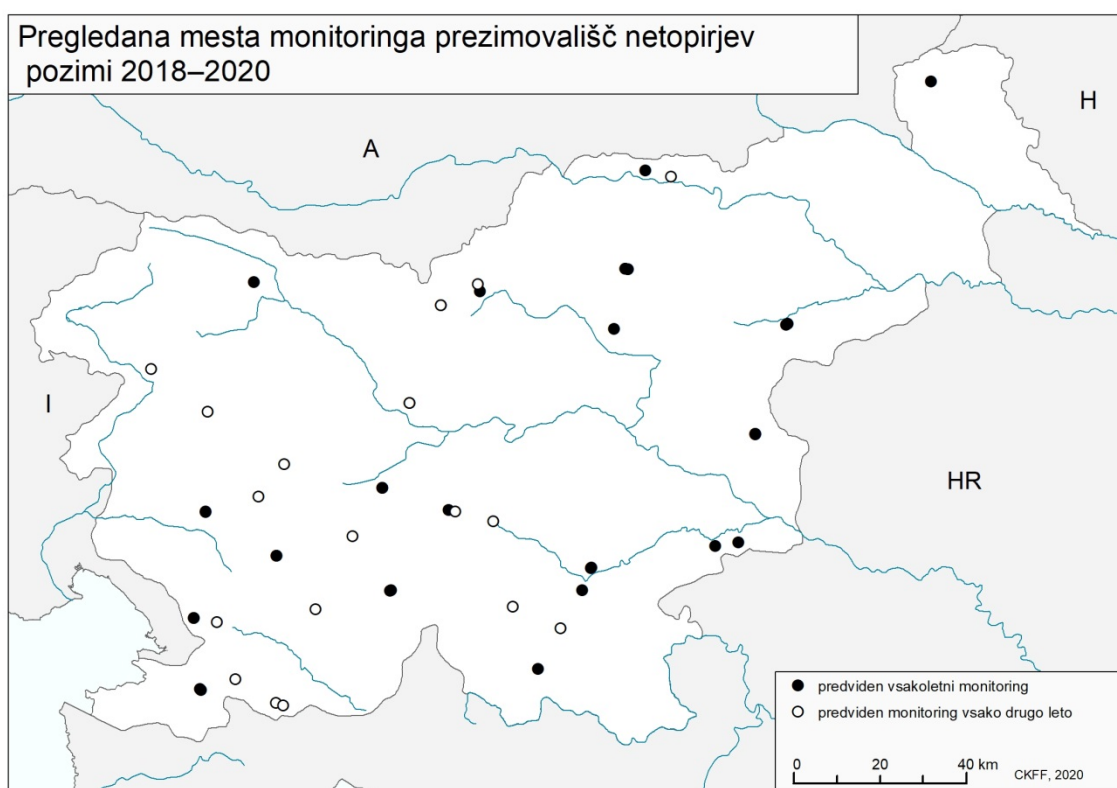 Pregledana mesta monitoringa prezimovališč netopirjev
pozimi 2018–2020
H
A
I
HR
predviden vsakoletni monitoring
predviden monitoring vsako drugo leto
0 20 40 km
CKFF, 2020